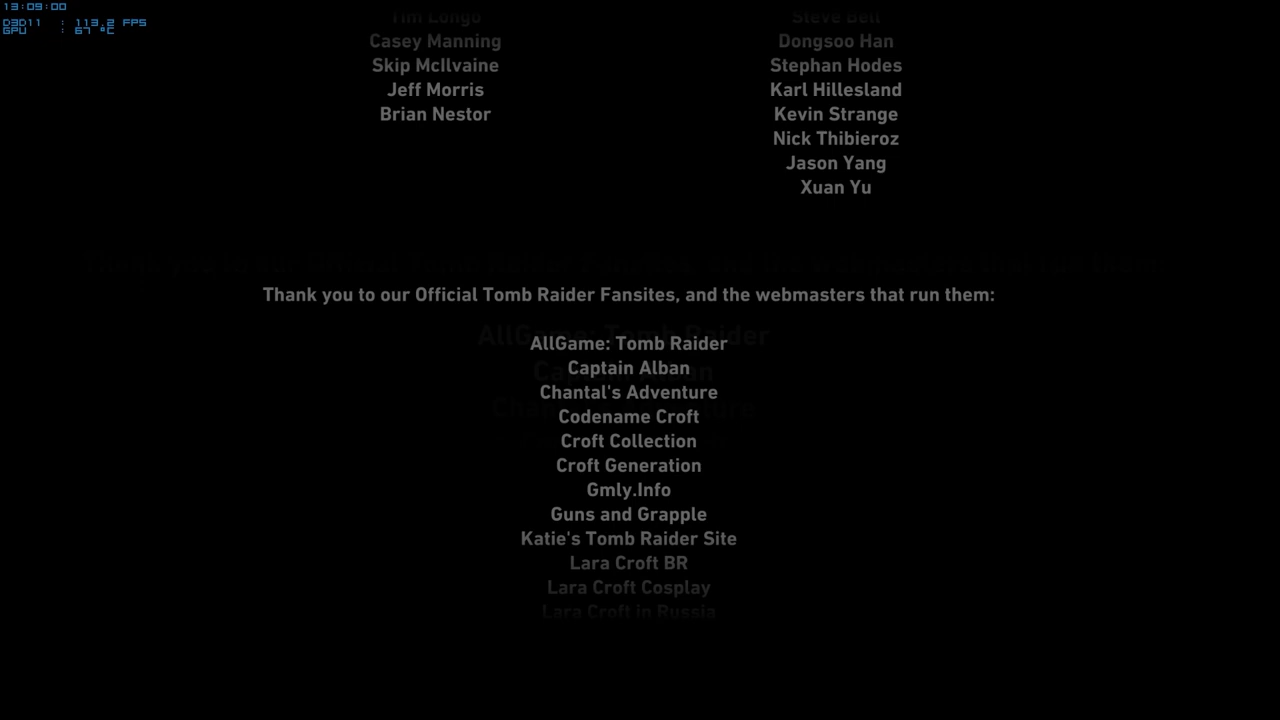 13:09:00
D3D11 : 113.2 FPS
GPU : 67 °C
Tim Longo
Casey Manning
Skip McIlvaine
Jeff Morris
Brian Nestor
Steve Bell
Dongsoo Han
Stephan Hodes
Karl Hillesland
Kevin Strange
Nick Thibieroz
Jason Yang
Xuan Yu
Thank you to our Official Tomb Raider Fansites, and the webmasters that run them:
AllGame: Tomb Raider
Captain Alban
Chantal's Adventure
Codename Croft
Croft Collection
Croft Generation
Gmly.Info
Guns and Grapple
Katie's Tomb Raider Site
Lara Croft BR
Lara Croft Cosplay
Lara Croft in Russia